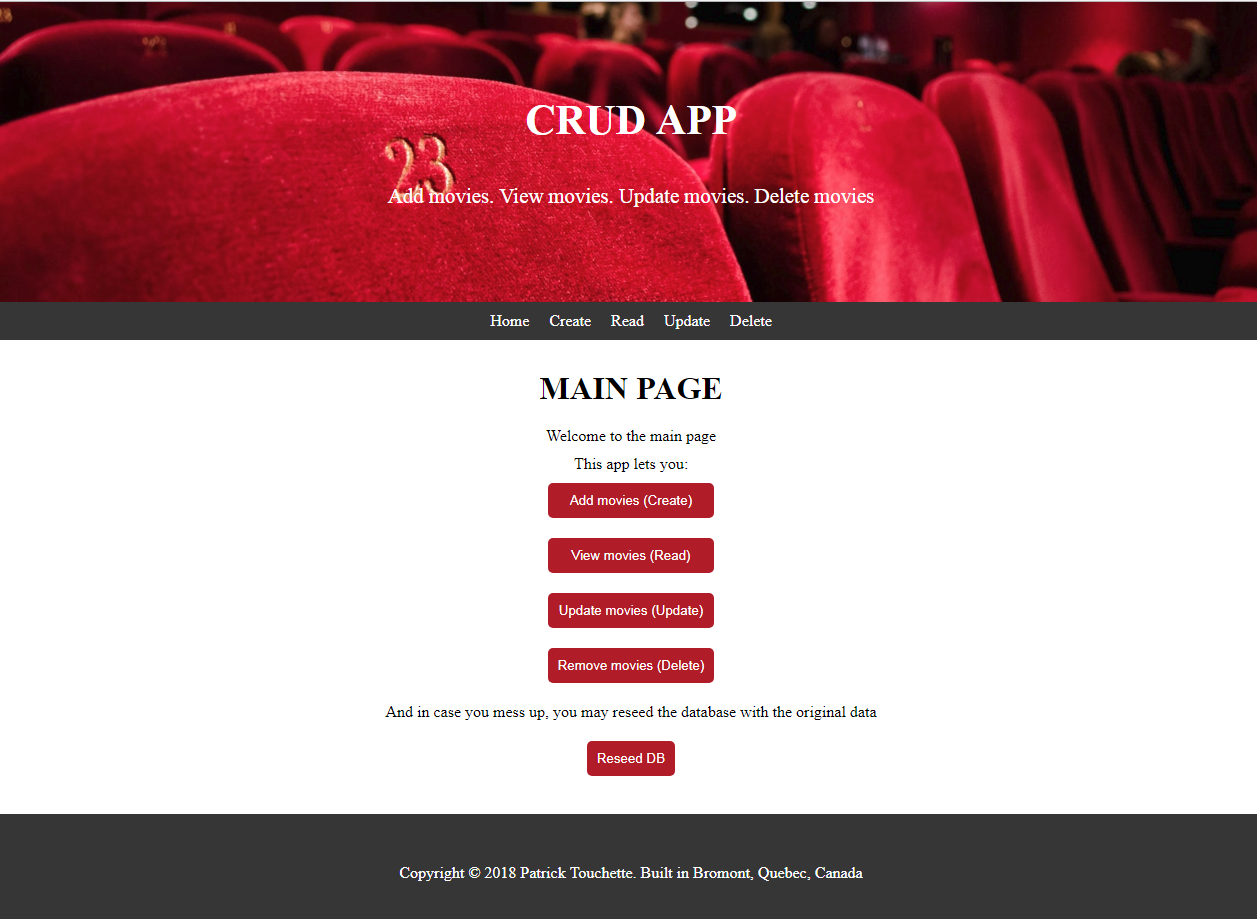 CRUD APP
23
Add movies. View movies. Update movies. Delete movies
Home Create Read Update Delete
MAIN PAGE
Welcome to the main page
This app lets you:
Add movies (Create)
View movies (Read)
Update movies (Update)
Remove movies (Delete)
And in case you mess up, you may reseed the database with the original data
Reseed DB
Copyright © 2018 Patrick Touchette. Built in Bromont, Quebec, Canada